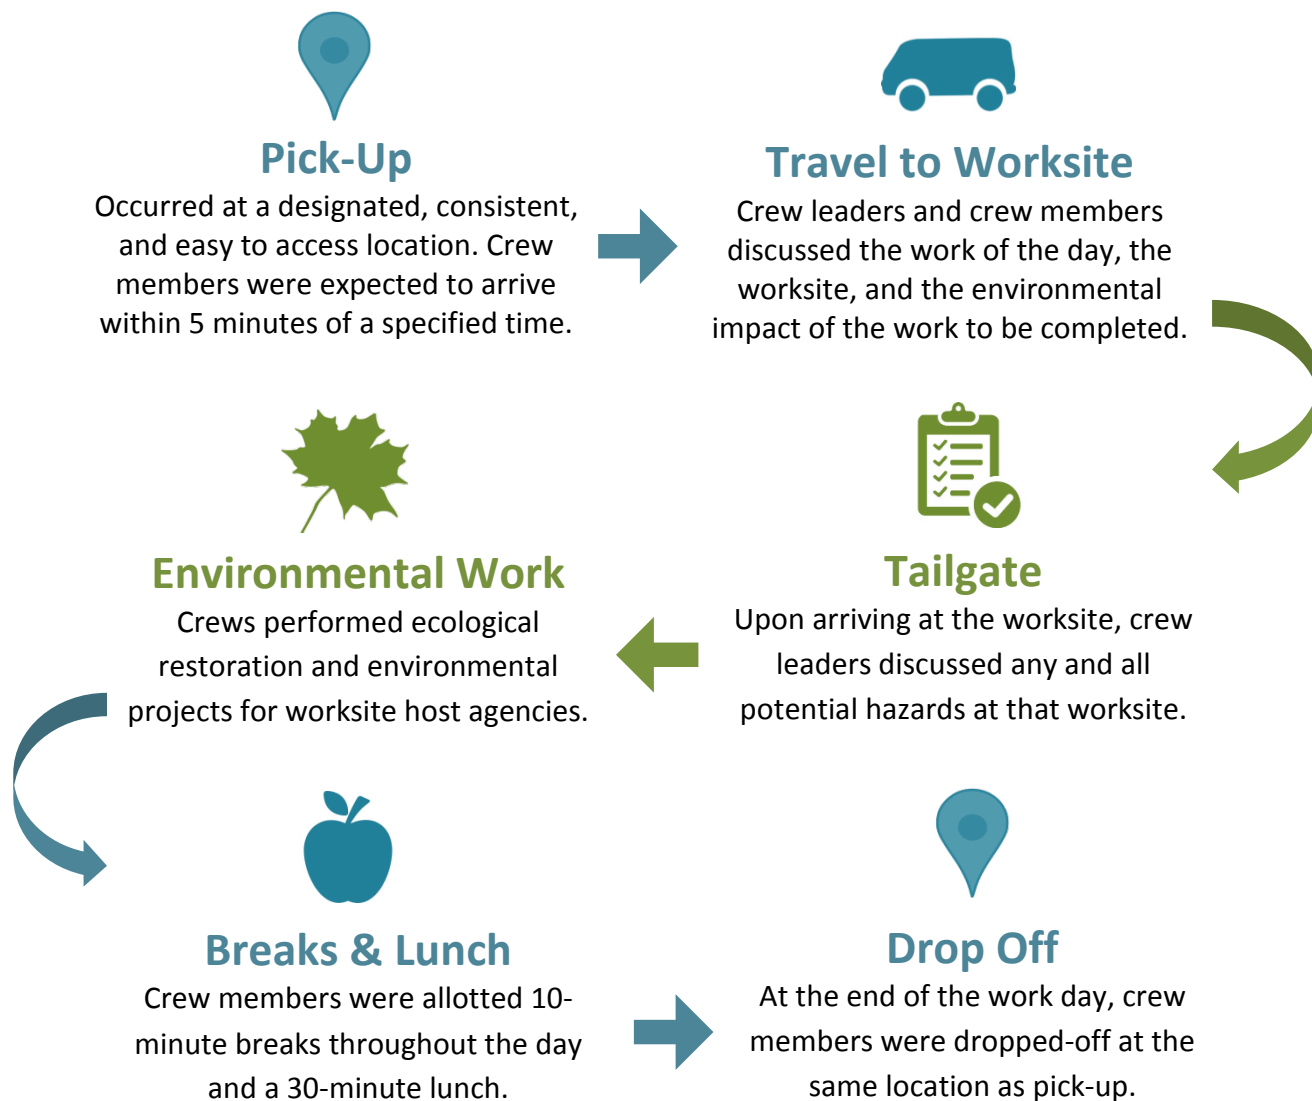 Pick-Up
Occurred at a designated, consistent,
and easy to access location. Crew
members were expected to arrive
within 5 minutes of a specified time.
Travel to Worksite
Crew leaders and crew members
discussed the work of the day, the
worksite, and the environmental
impact of the work to be completed.
Tailgate
Upon arriving at the worksite, crew
leaders discussed any and all
potential hazards at that worksite.
Environmental Work
Crews performed ecological
restoration and environmental
projects for worksite host agencies.
Breaks & Lunch
Crew members were allotted 10-
minute breaks throughout the day
and a 30-minute lunch.
Drop Off
At the end of the work day, crew
members were dropped-off at the
same location as pick-up.